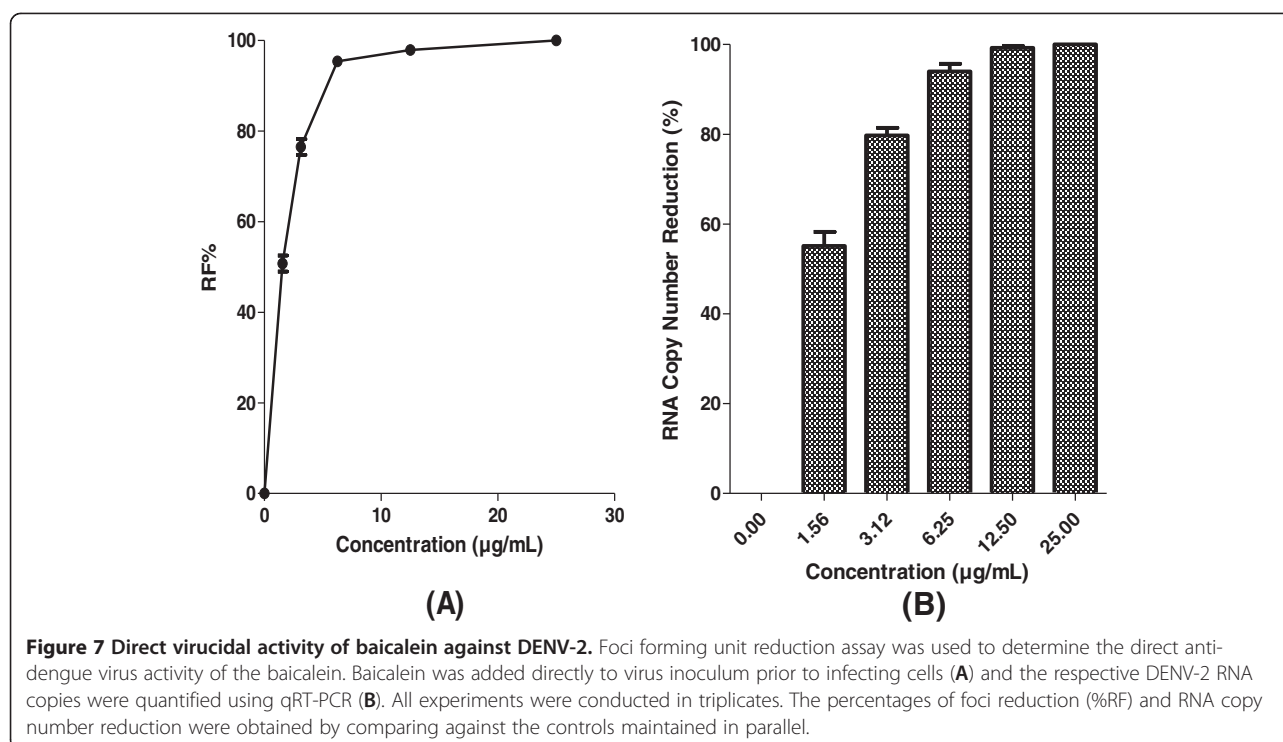 100
80
60
40
20
0
RF%
0
10
20
30
Concentration (µg/mL)
(A)
100
80
60
40
20
0
RNA Copy Number Reduction (%)
0.00
1.56
3.12
6.25
12.50
25.00
Concentration (µg/mL)
(B)
Figure 7 Direct virucidal activity of baicalein against DENV-2. Foci forming unit reduction assay was used to determine the direct anti-
dengue virus activity of the baicalein. Baicalein was added directly to virus inoculum prior to infecting cells (A) and the respective DENV-2 RNA
copies were quantified using qRT-PCR (B). All experiments were conducted in triplicates. The percentages of foci reduction (%RF) and RNA copy
number reduction were obtained by comparing against the controls maintained in parallel.